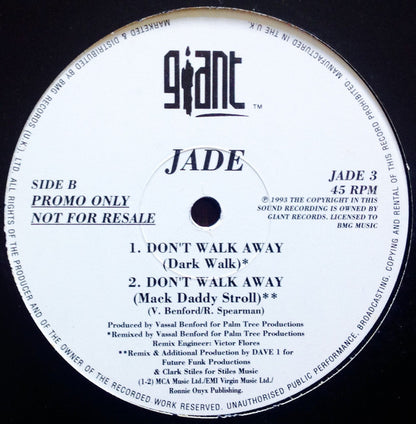 giant ™
JADE
SIDE B
PROMO ONLY
NOT FOR RESALE
JADE 3
45 RPM
℗ 1993 THE COPYRIGHT IN THIS
SOUND RECORDING IS OWNED BY
GIANT RECORDS. LICENSED TO
BMG MUSIC
1. DON'T WALK AWAY
(Dark Walk)*
2. DON'T WALK AWAY
(Mack Daddy Stroll)**
(V. Benford/R. Spearman)
Produced by Vassal Benford for Palm Tree Productions
*Remixed by Vassal Benford for Palm Tree Productions
Remix Engineer: Victor Flores
**Remix & Additional Production by DAVE 1 for
Future Funk Productions
& Clark Stiles for Stiles Music
(1-2) MCA Music Ltd./EMI Virgin Music Ltd./
Ronnie Onyx Publishing.
MARKETED & DISTRIBUTED BY BMG RECORDS (U.K.) LTD. ALL RIGHTS OF THE PRODUCER AND OF THE OWNER OF THE RECORDED WORK RESERVED. UNAUTHORISED PUBLIC PERFORMANCE, BROADCASTING, COPYING AND RENTAL OF THIS RECORD PROHIBITED. MANUFACTURED IN THE U.K.